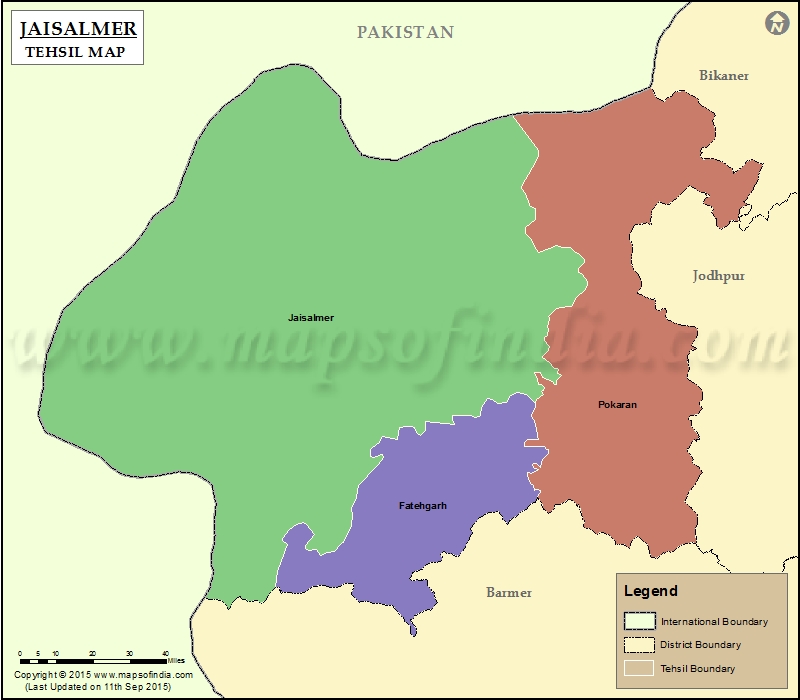 JAISALMER
TEHSIL MAP
PAKISTAN
N
Bikaner
Jodhpur
Jaisalmer
www.mapsofindia.com
Pokaran
Fatehgarh
Barmer
Legend
International Boundary
District Boundary
Tehsil Boundary
0 5 10 20 30 40
Miles
Copyright © 2015 www.mapsofindia.com
(Last Updated on 11th Sep 2015)